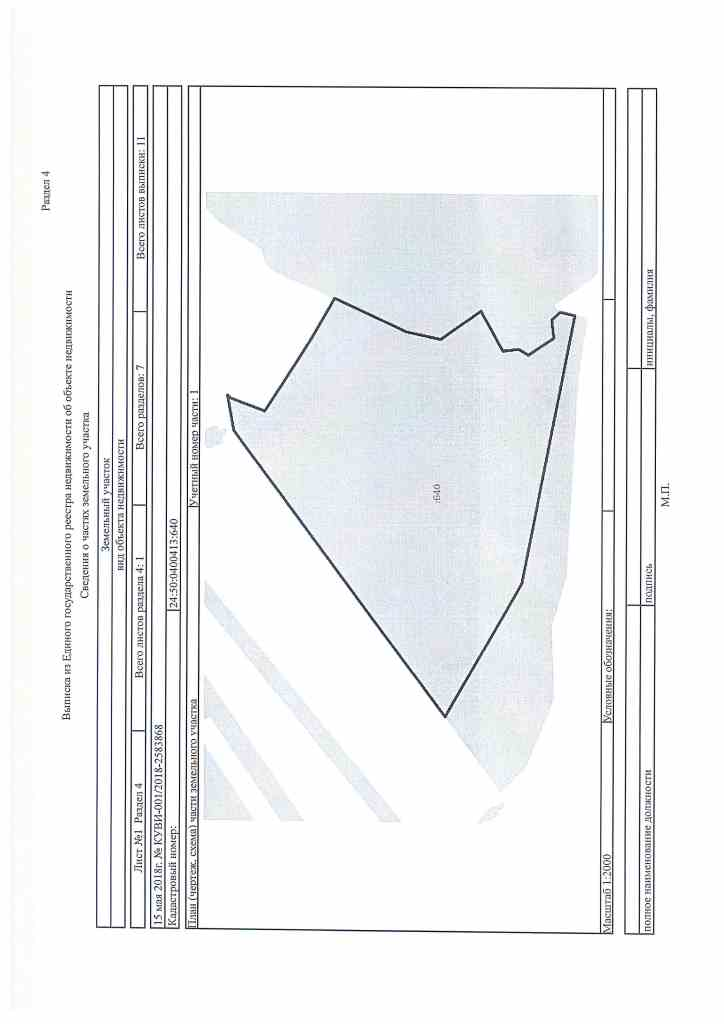 Раздел 4
Выписка из Единого государственного реестра недвижимости об объекте недвижимости
Сведения о частях земельного участка
Земельный участок
вид объекта недвижимости
Лист №1 Раздел 4 Всего листов раздела 4: 1 Всего разделов: 7 Всего листов выписки: 11
15 мая 2018г. № КУВИ-001/2018-2583868
Кадастровый номер: 24:50:0400413:640
План (чертеж, схема) части земельного участка Учетный номер части: 1
:640
Масштаб 1:2000 Условные обозначения:
полное наименование должности подпись инициалы, фамилия
М.П.